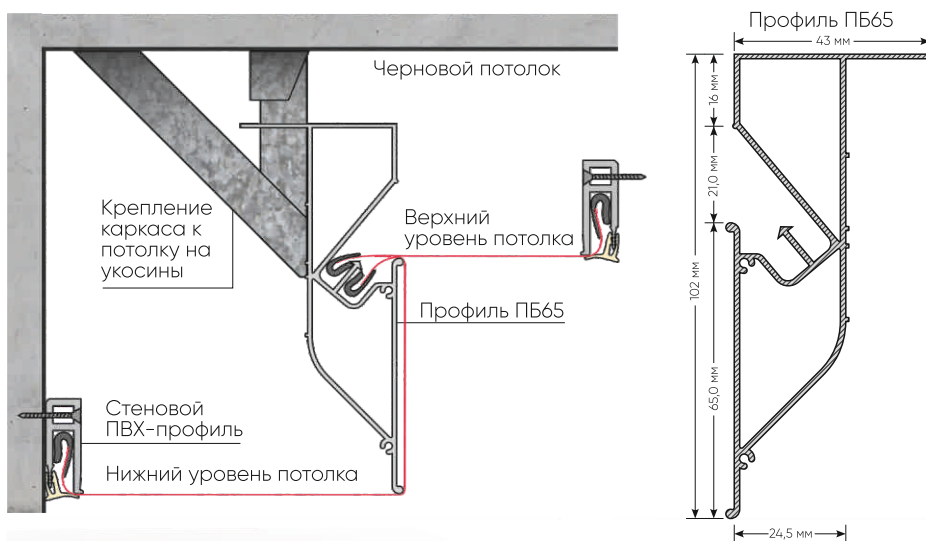 Черновой потолок
Крепление
каркаса к
потолку на
укосины
Верхний
уровень потолка
Профиль ПБ65
Стеновой
ПВХ-профиль
Нижний уровень потолка
Профиль ПБ65
43 мм
16 мм
21,0 мм
102 мм
65,0 мм
24,5 мм